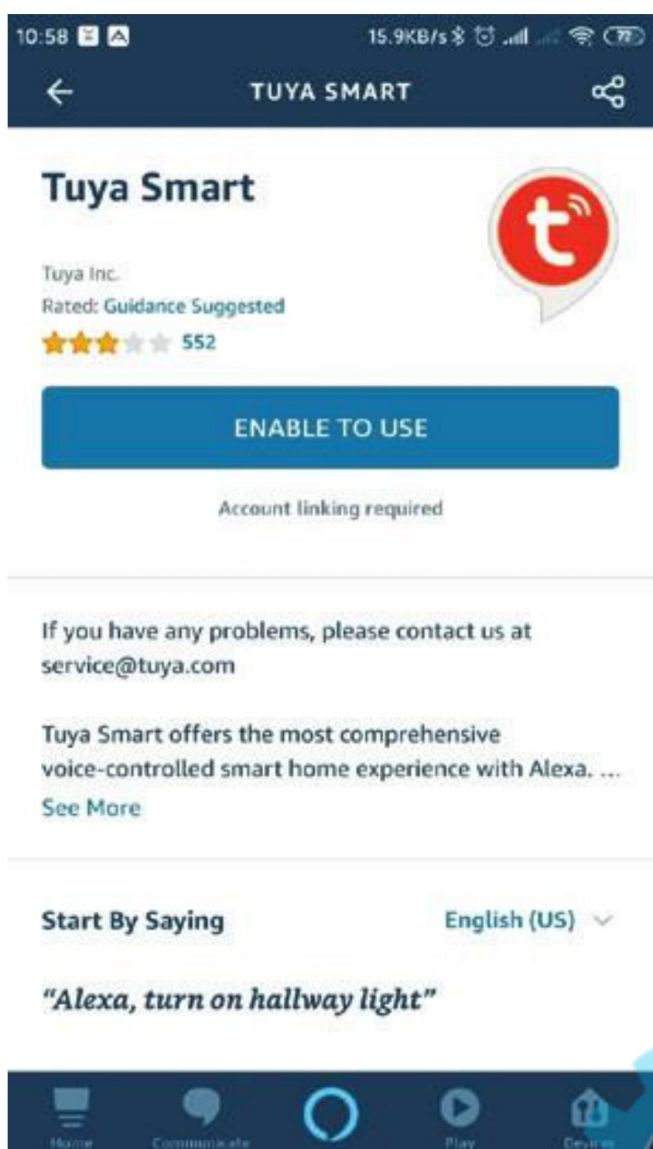 10:58 15.9KB/s 77
TUYA SMART
Tuya Smart
Tuya Inc.
Rated: Guidance Suggested
552
ENABLE TO USE
Account linking required
If you have any problems, please contact us at
service@tuya.com
Tuya Smart offers the most comprehensive
voice-controlled smart home experience with Alexa. ...
See More
Start By Saying English (US)
“Alexa, turn on hallway light”
Home Communicate Play Devices